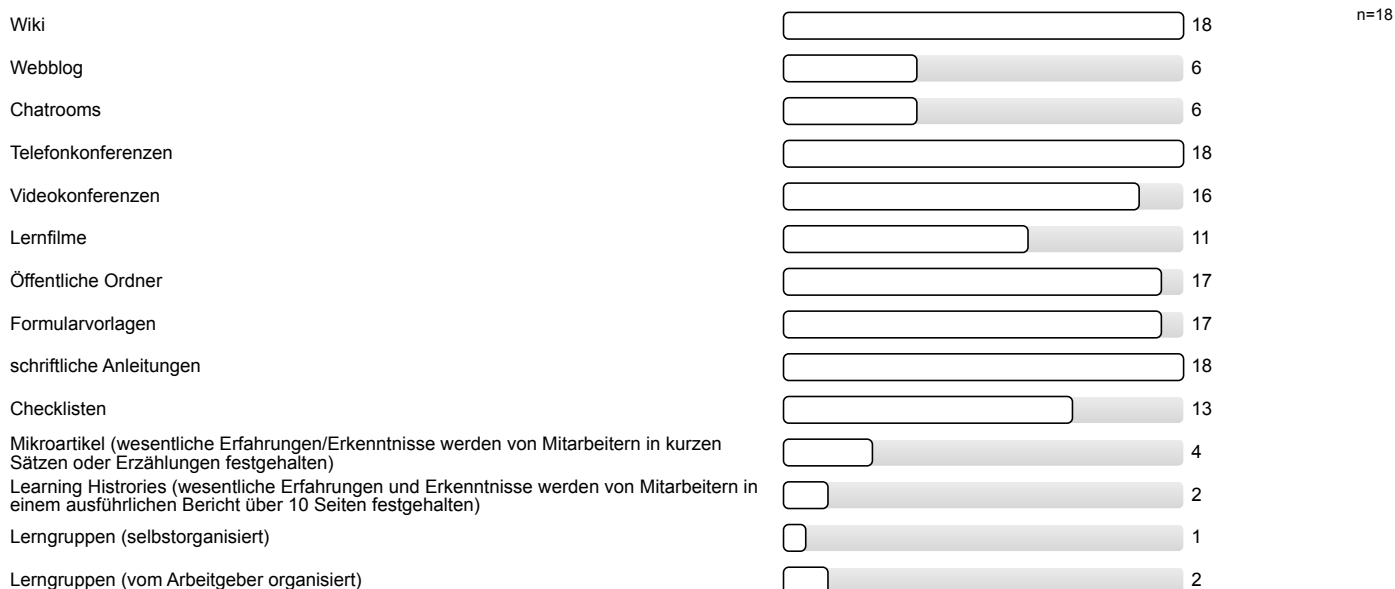 Wiki 18 n=18
Webblog 6
Chatrooms 6
Telefonkonferenzen 18
Videokonferenzen 16
Lernfilme 11
Öffentliche Ordner 17
Formularvorlagen 17
schriftliche Anleitungen 18
Checklisten 13
Mikroartikel (wesentliche Erfahrungen/Erkenntnisse werden von Mitarbeitern in kurzen
Sätzen oder Erzählungen festgehalten) 4
Learning Histrories (wesentliche Erfahrungen und Erkenntnisse werden von Mitarbeitern in
einem ausführlichen Bericht über 10 Seiten festgehalten) 2
Lerngruppen (selbstorganisiert) 1
Lerngruppen (vom Arbeitgeber organisiert) 2